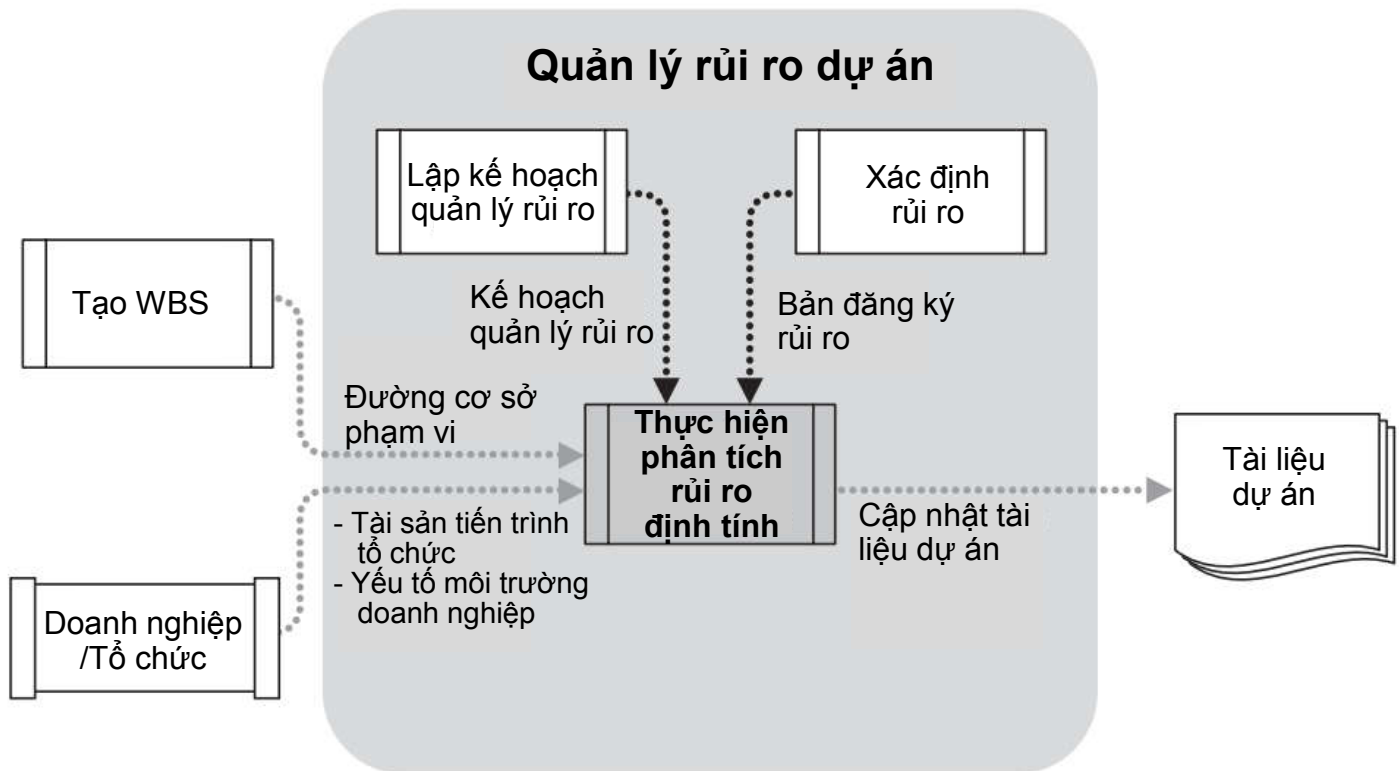 Quản lý rủi ro dự án
Lập kế hoạch
quản lý rủi ro
Xác định
rủi ro
Tạo WBS
Kế hoạch
quản lý rủi ro
Bản đăng ký
rủi ro
Đường cơ sở
phạm vi
Thực hiện
phân tích
rủi ro
định tính
Tài liệu
dự án
- Tài sản tiến trình
tổ chức
- Yếu tố môi trường
doanh nghiệp
Cập nhật tài
liệu dự án
Doanh nghiệp
/Tổ chức